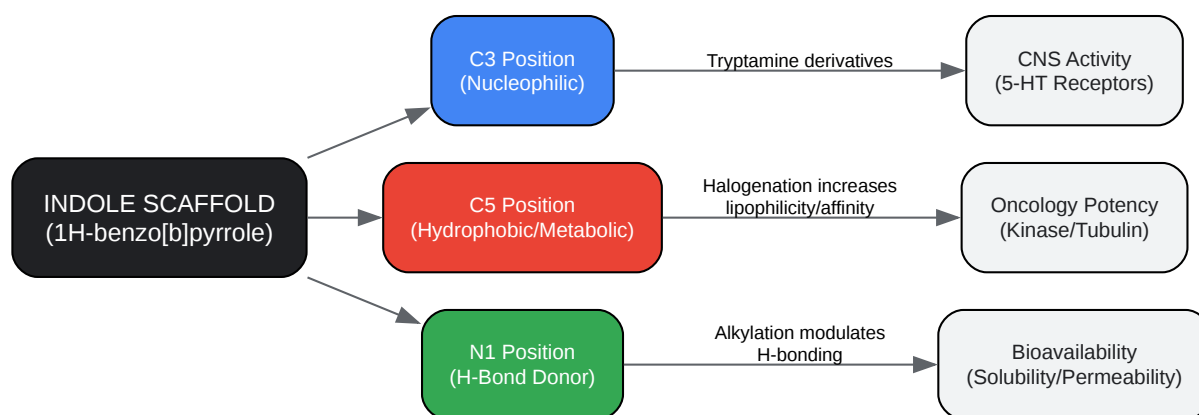 INDOLE SCAFFOLD
(1H-benzo[b]pyrrole)
C3 Position
(Nucleophilic)
Tryptamine derivatives
CNS Activity
(5-HT Receptors)
C5 Position
(Hydrophobic/Metabolic)
Halogenation increases
lipophilicity/affinity
Oncology Potency
(Kinase/Tubulin)
N1 Position
(H-Bond Donor)
Alkylation modulates
H-bonding
Bioavailability
(Solubility/Permeability)